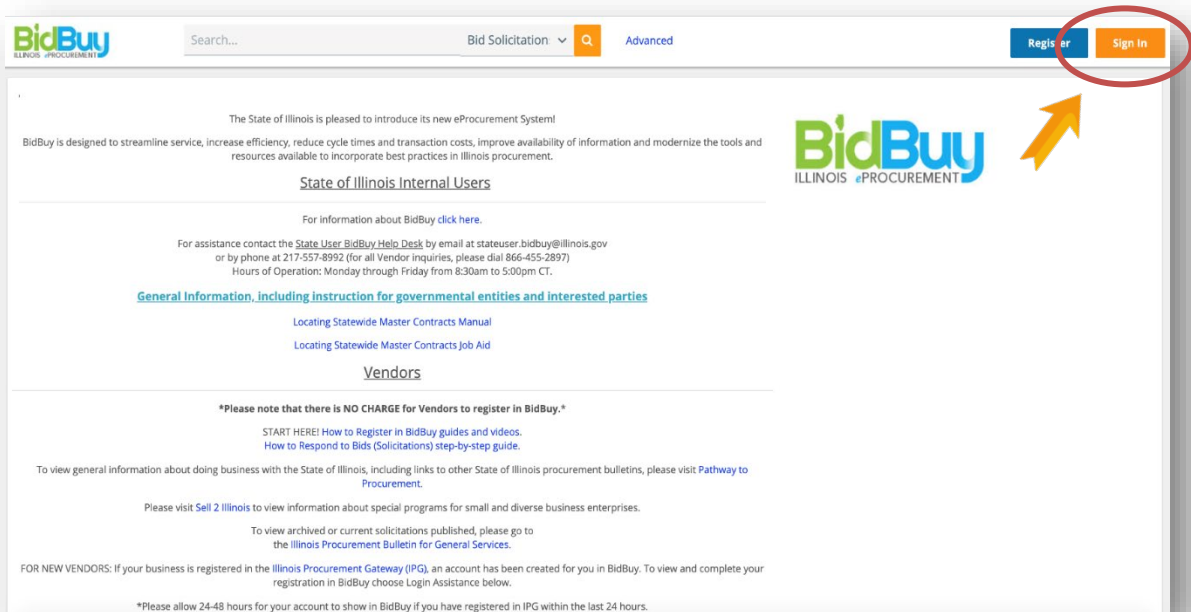 BidBuy
ILLINOIS ePROCUREMENT
Search...
Bid Solicitation
Advanced
Register
Sign In
The State of Illinois is pleased to introduce its new eProcurement System!
BidBuy is designed to streamline service, increase efficiency, reduce cycle times and transaction costs, improve availability of information and modernize the tools and
resources available to incorporate best practices in Illinois procurement.
BidBuy
ILLINOIS ePROCUREMENT
State of Illinois Internal Users
For information about BidBuy click here.
For assistance contact the State User BidBuy Help Desk by email at stateuser.bidbuy@illinois.gov
or by phone at 217-557-8992 (for all Vendor inquiries, please dial 866-455-2897)
Hours of Operation: Monday through Friday from 8:30am to 5:00pm CT.
General Information, including instruction for governmental entities and interested parties
Locating Statewide Master Contracts Manual
Locating Statewide Master Contracts Job Aid
Vendors
*Please note that there is NO CHARGE for Vendors to register in BidBuy.*
START HERE! How to Register in BidBuy guides and videos.
How to Respond to Bids (Solicitations) step-by-step guide.
To view general information about doing business with the State of Illinois, including links to other State of Illinois procurement bulletins, please visit Pathway to
Procurement.
Please visit Sell 2 Illinois to view information about special programs for small and diverse business enterprises.
To view archived or current solicitations published, please go to
the Illinois Procurement Bulletin for General Services.
FOR NEW VENDORS: If your business is registered in the Illinois Procurement Gateway (IPG), an account has been created for you in BidBuy. To view and complete your
registration in BidBuy choose Login Assistance below.
*Please allow 24-48 hours for your account to show in BidBuy if you have registered in IPG within the last 24 hours.